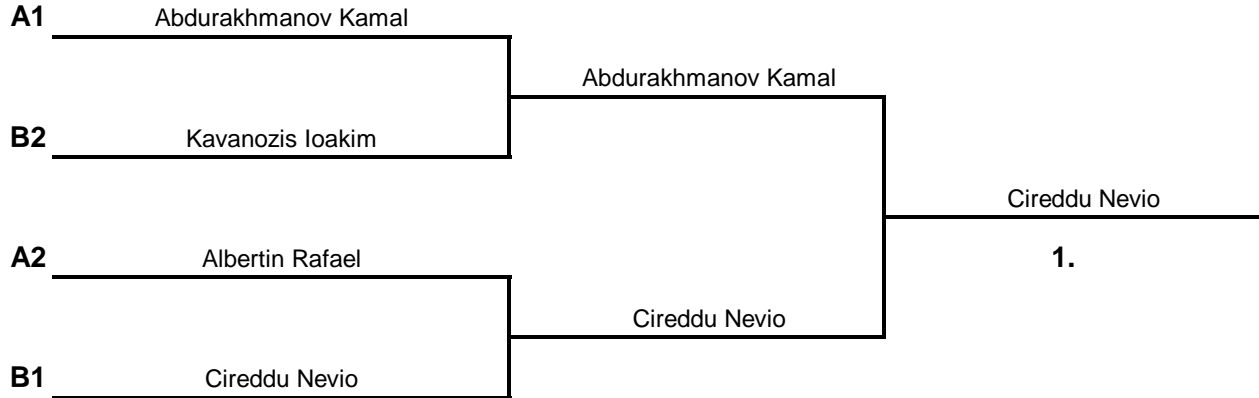 A1 Abdurakhmanov Kamal
Abdurakhmanov Kamal
B2 Kavanozis Ioakim
Cireddu Nevio
A2 Albertin Rafael
1.
Cireddu Nevio
B1 Cireddu Nevio